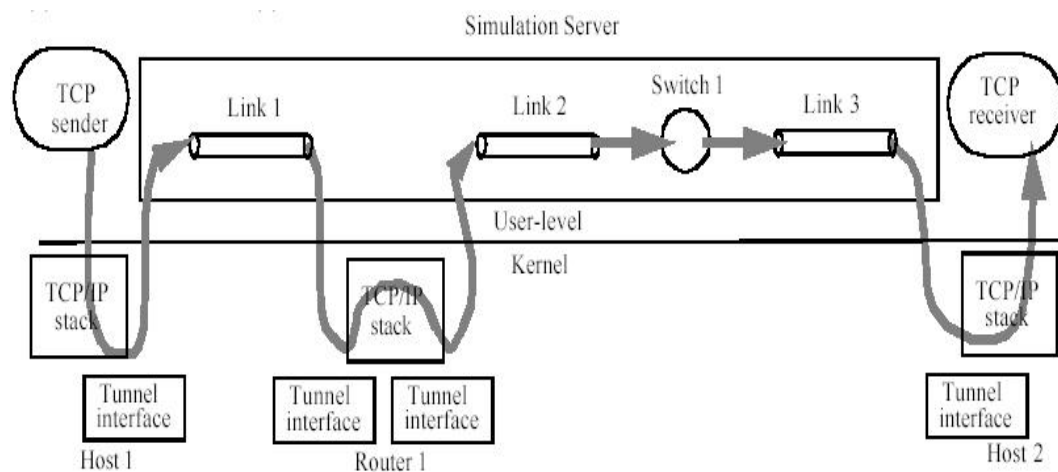 Simulation Server
TCP
sender
Link 1
Link 2
Switch 1
Link 3
TCP
receiver
User-level
Kernel
TCP/IP
stack
TCP/IP
stack
TCP/IP
stack
Tunnel
interface
Tunnel
interface
Tunnel
interface
Tunnel
interface
Host 1
Router 1
Host 2